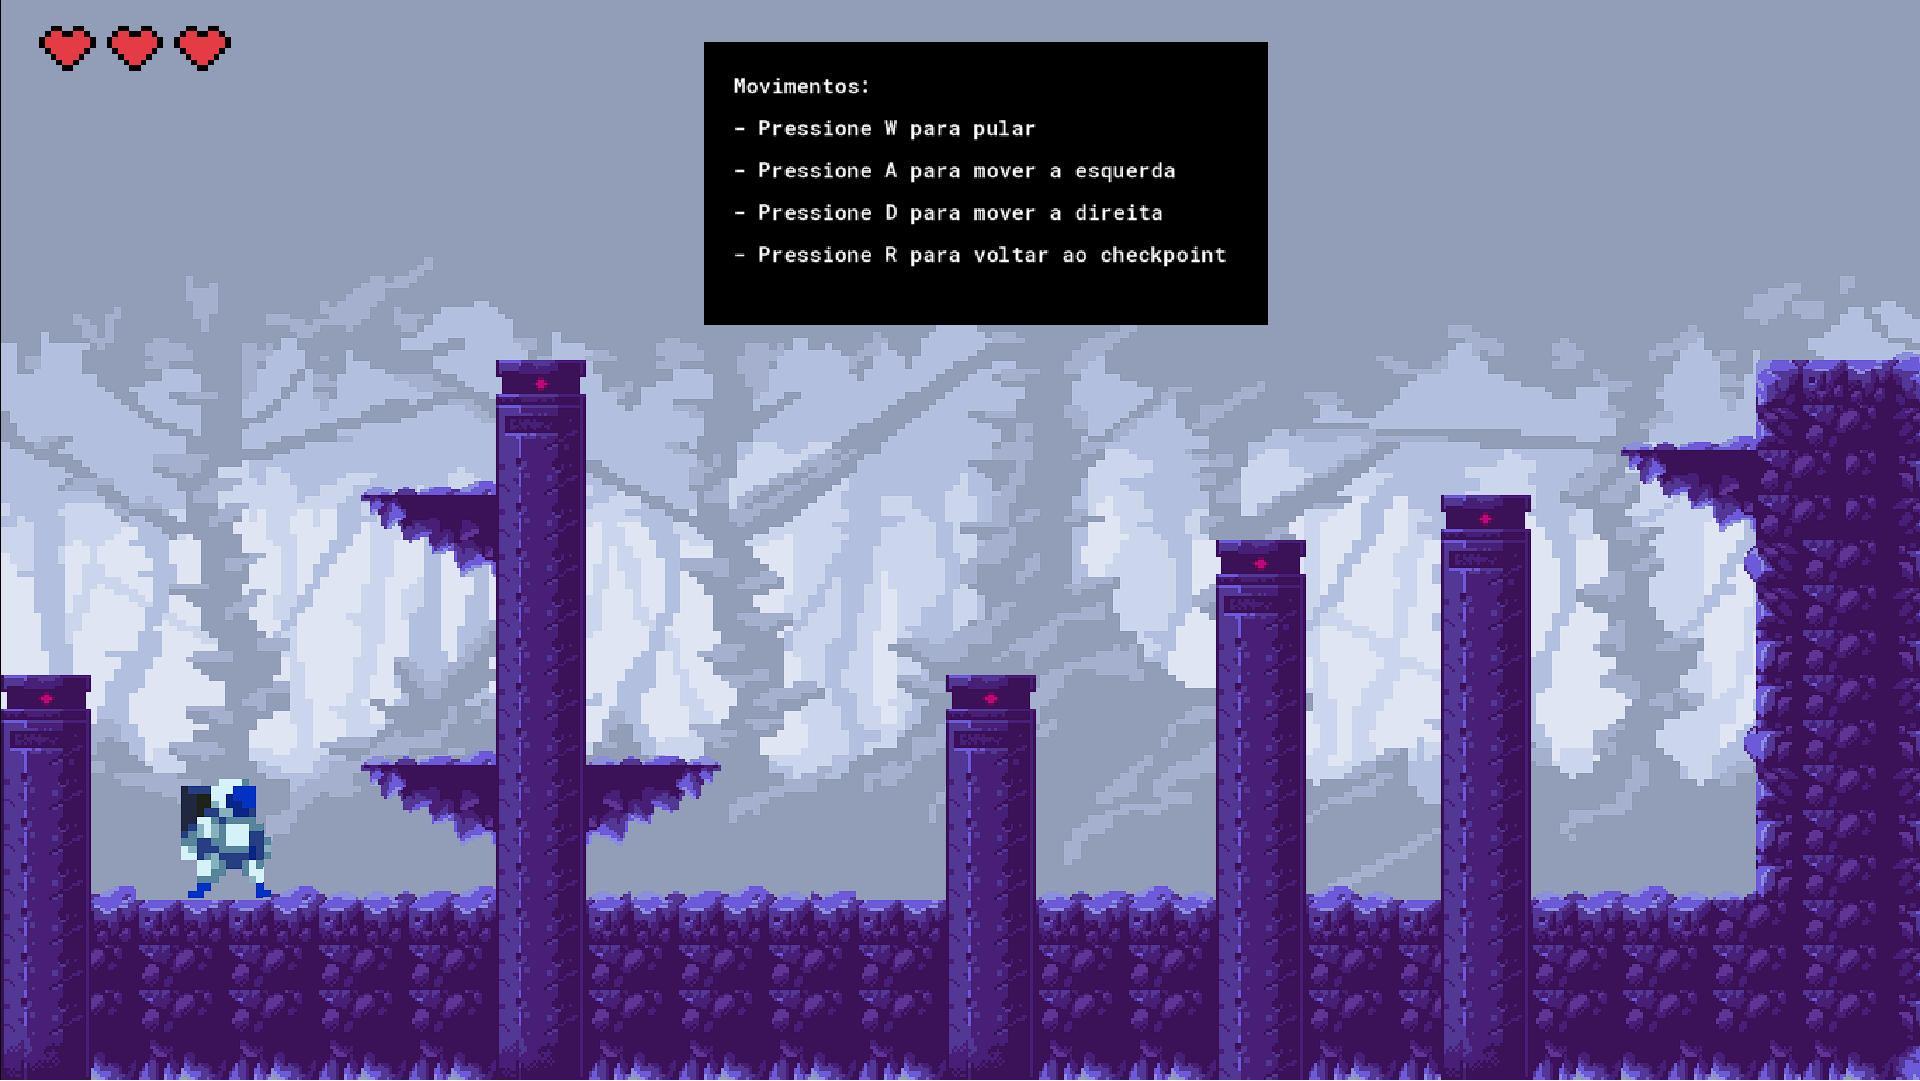 Movimentos:
- Pressione W para pular
- Pressione A para mover a esquerda
- Pressione D para mover a direita
- Pressione R para voltar ao checkpoint